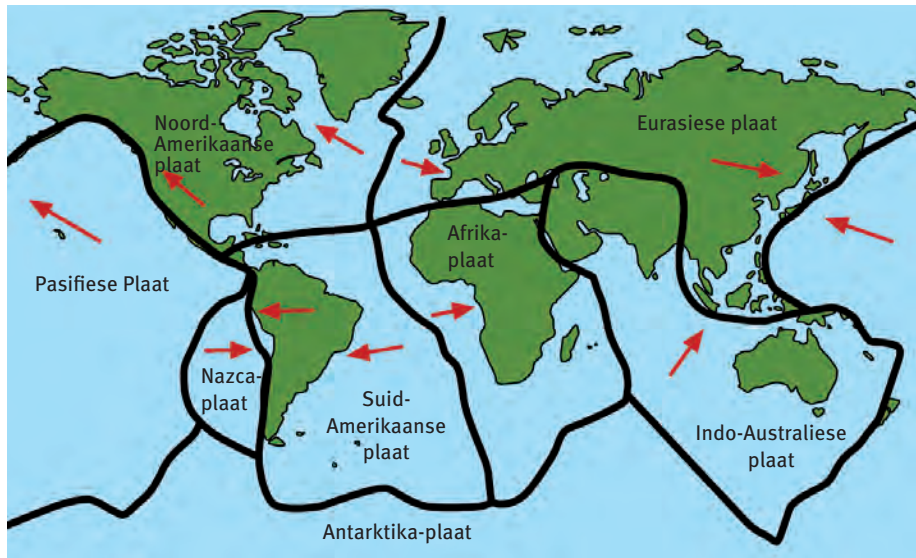 Noord-
Amerikaanse
plaat
Eurasiese plaat
Afrika-
plaat
Pasifiese Plaat
Nazca-
plaat
Suid-
Amerikaanse
plaat
Indo-Australiese
plaat
Antarktika-plaat